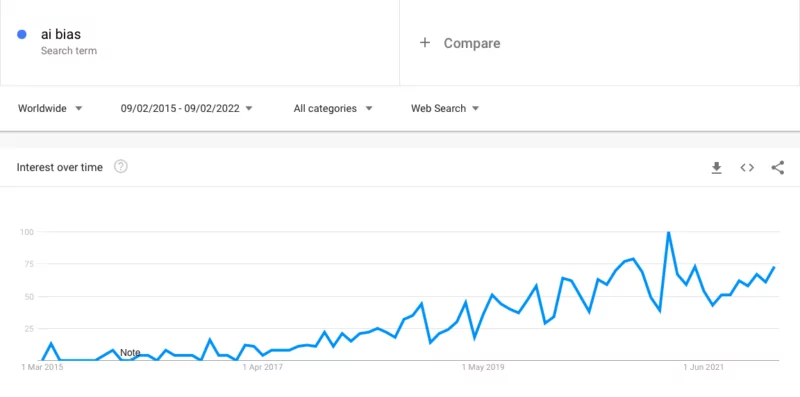 ai bias
Search term
+ Compare
Worldwide
09/02/2015 - 09/02/2022
All categories
Web Search
Interest over time
?
<>
100
75
50
25
Note
1 Mar 2015
1 Apr 2017
1 May 2019
1 Jun 2021